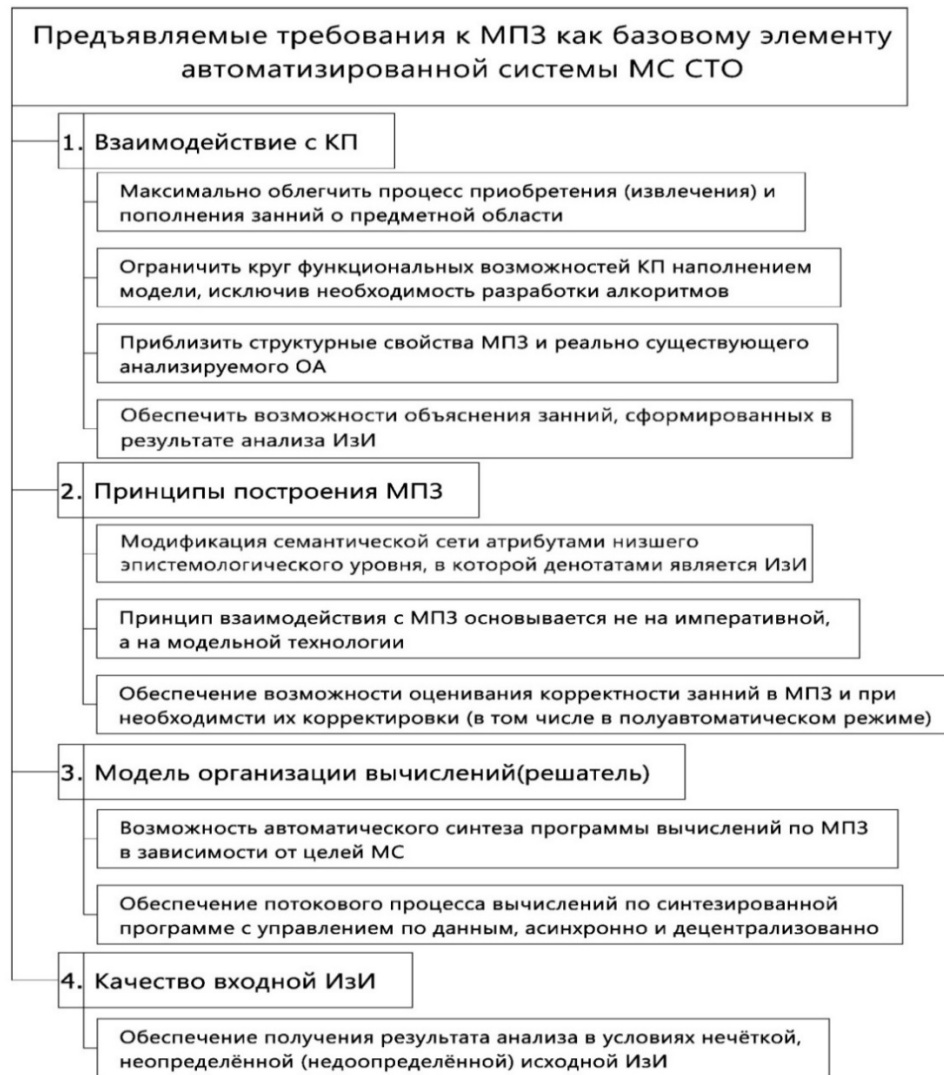 Предъявляемые требования к МПЗ как базовому элементу
автоматизированной системы МС СТО
1. Взаимодействие с КП
Максимально облегчить процесс приобретения (извлечения) и
пополнения занний о предметной области
Ограничить круг функциональных возможностей КП наполнением
модели, исключив необходимость разработки алгоритмов
Приблизить структурные свойства МПЗ и реально существующего
анализируемого ОА
Обеспечить возможности объяснения занний, сформированных в
результате анализа ИзИ
2. Принципы построения МПЗ
Модификация семантической сети атрибутами низшего
эпистемологического уровня, в которой денотатами является ИзИ
Принцип взаимодействия с МПЗ основывается не на императивной,
а на модельной технологии
Обеспечение возможности оценивания корректности занний в МПЗ и при
необходимсти их корректировки (в том числе в полуавтоматическом режиме)
3. Модель организации вычислений(решатель)
Возможность автоматического синтеза программы вычислений по МПЗ
в зависимости от целей МС
Обеспечение потокового процесса вычислений по синтезированной
программе с управлением по данным, асинхронно и децентрализованно
4. Качество входной ИзИ
Обеспечение получения результата анализа в условиях нечёткой,
неопределённой (недоопределённой) исходной ИзИ